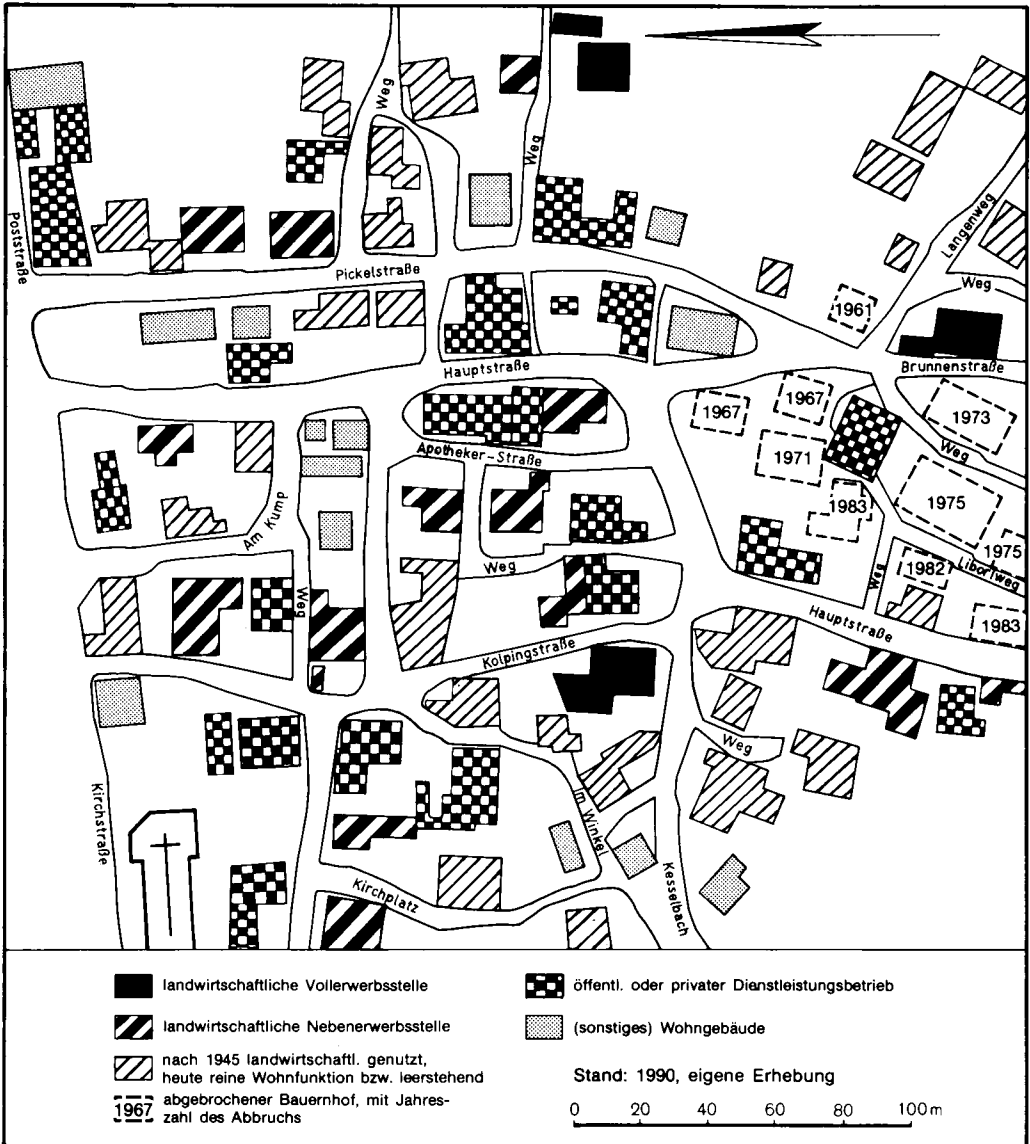 Weg
Weg
Poststraße
Langenweg
Pickelstraße
Weg
1961
Hauptstraße
Brunnenstraße
1967
1967
1973
Apotheker-Straße
1971
Weg
1975
Am Kump
1983
1975
Weg
Weg
1982
Liboriweg
Weg
1983
Hauptstraße
Kolpingstraße
Weg
Kirchstraße
Im Winkel
Kirchplatz
Kesselbach
landwirtschaftliche Vollerwerbsstelle
landwirtschaftliche Nebenerwerbsstelle
nach 1945 landwirtschaftl. genutzt,
heute reine Wohnfunktion bzw. leerstehend
1967 abgebrochener Bauernhof, mit Jahres-
zahl des Abbruchs
öffentl. oder privater Dienstleistungsbetrieb
(sonstiges) Wohngebäude
Stand: 1990, eigene Erhebung
0 20 40 60 80 100 m